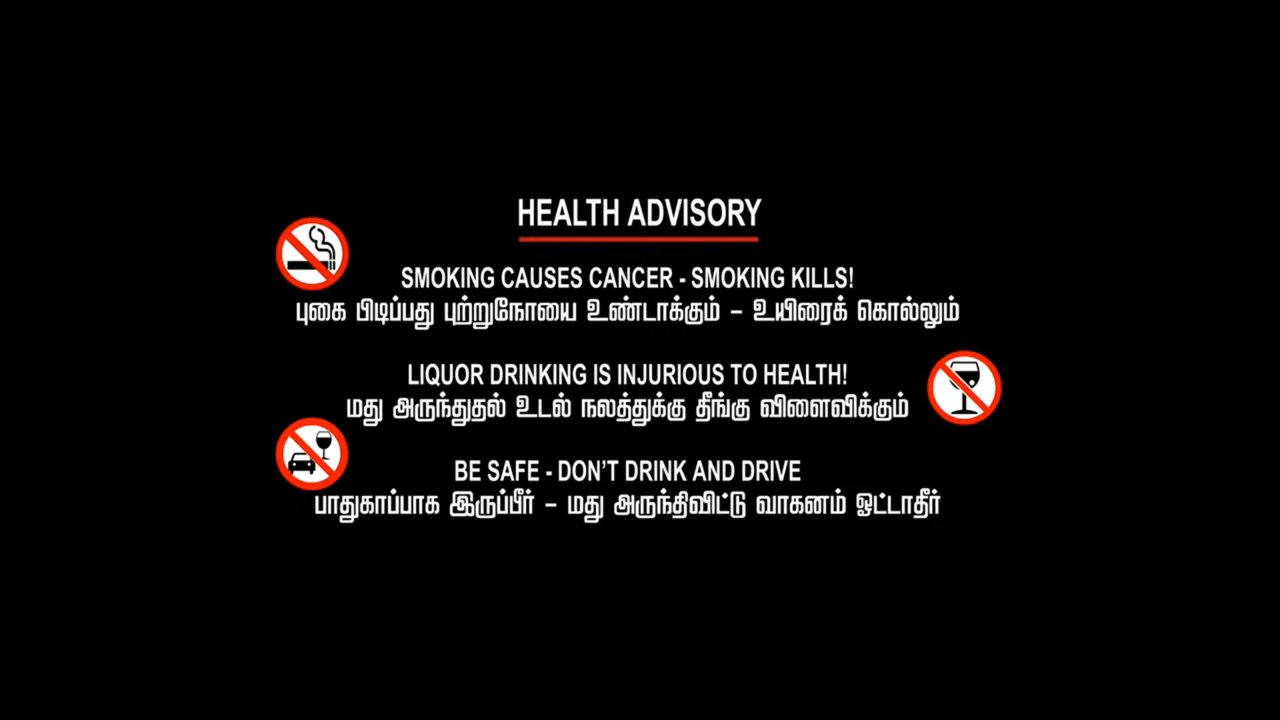 HEALTH ADVISORY
SMOKING CAUSES CANCER - SMOKING KILLS!
புகை பிடிப்பது புற்றுநோயை உண்டாக்கும் – உயிரைக் கொல்லும்
LIQUOR DRINKING IS INJURIOUS TO HEALTH!
மது அருந்துதல் உடல் நலத்துக்கு தீங்கு விளைவிக்கும்
BE SAFE - DON'T DRINK AND DRIVE
பாதுகாப்பாக இருப்பீர் – மது அருந்திவிட்டு வாகனம் ஓட்டாதீர்